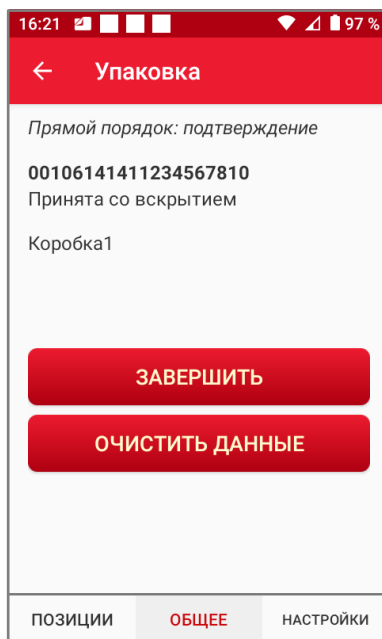 16:21 97 %
Упаковка
Прямой порядок: подтверждение
00106141411234567810
Принята со вскрытием
Коробка1
ЗАВЕРШИТЬ
ОЧИСТИТЬ ДАННЫЕ
ПОЗИЦИИ ОБЩЕЕ НАСТРОЙКИ